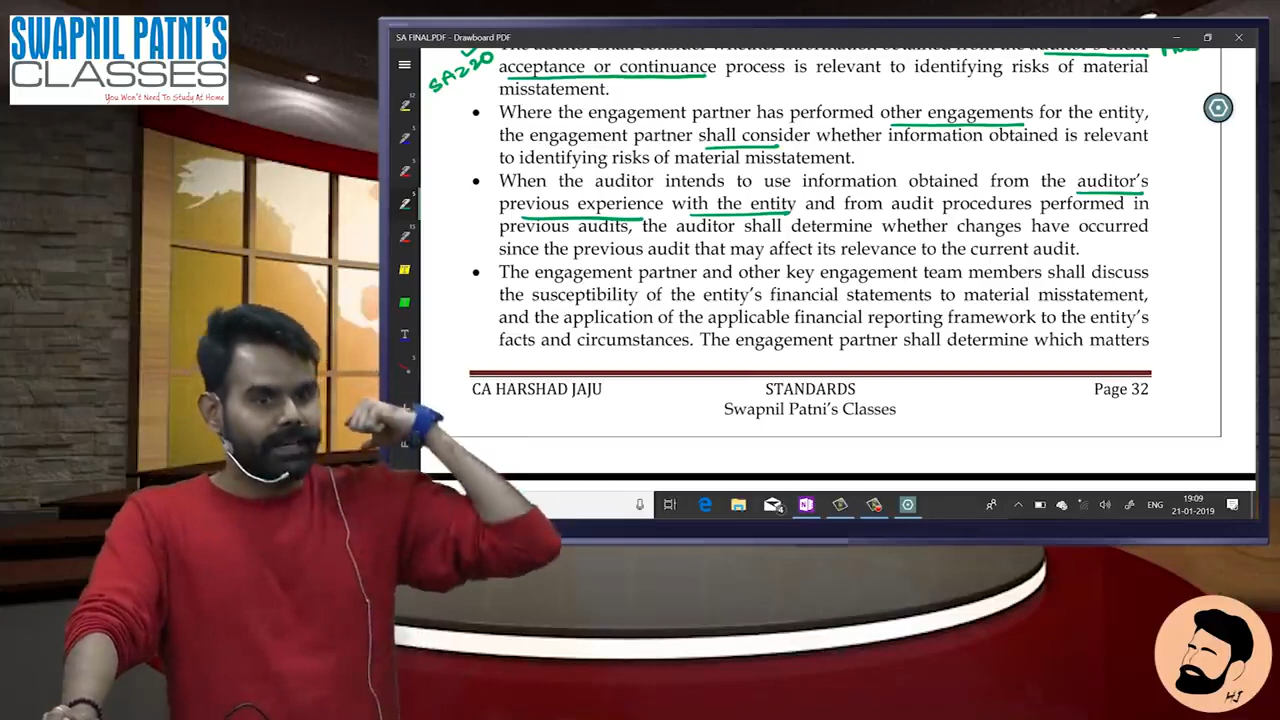 SWAPNIL PATNI'S
CLASSES
You Won't Need To Study At Home
SA FINAL.PDF - Drawboard PDF
SA220
acceptance or continuance process is relevant to identifying risks of material
misstatement.
• Where the engagement partner has performed other engagements for the entity,
the engagement partner shall consider whether information obtained is relevant
to identifying risks of material misstatement.
• When the auditor intends to use information obtained from the auditor's
previous experience with the entity and from audit procedures performed in
previous audits, the auditor shall determine whether changes have occurred
since the previous audit that may affect its relevance to the current audit.
• The engagement partner and other key engagement team members shall discuss
the susceptibility of the entity's financial statements to material misstatement,
and the application of the applicable financial reporting framework to the entity's
facts and circumstances. The engagement partner shall determine which matters
CA HARSHAD JAJU STANDARDS Page 32
Swapnil Patni's Classes
ENG 19:09
21-01-2019
HJ